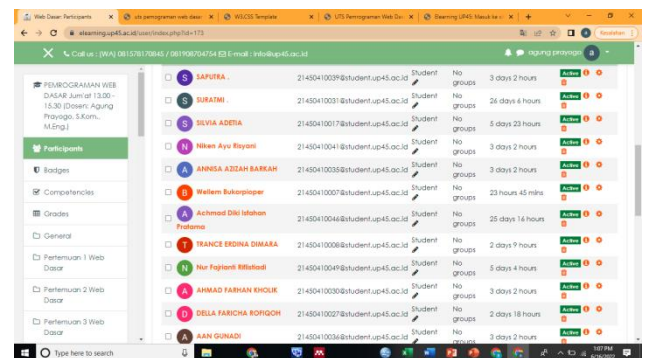 Web Dasar: Participants
uts pemrograman web dasar
W3.CSS Template
UTS Pemrograman Web Das
Elearning UP45: Masuk ke s
elearning.up45.ac.id/user/index.php?id=173
Call us : (WA) 081578170845 / 081908704754 E-mail : info@up45.ac.id
agung prayogo
PEMROGRAMAN WEB
DASAR Jum'at 13.00 -
15.30 (Dosen: Agung
Prayogo, S.Kom.,
M.Eng.)
Participants
Badges
Competencies
Grades
General
Pertemuan 1 Web
Dasar
Pertemuan 2 Web
Dasar
Pertemuan 3 Web
Dasar
S SAPUTRA . 21450410039@student.up45.ac.id Student No groups 3 days 2 hours Active
S SURATMI . 21450410031@student.up45.ac.id Student No groups 26 days 6 hours Active
S SILVIA ADETIA 21450410017@student.up45.ac.id Student No groups 5 days 23 hours Active
N Niken Ayu Risyani 21450410041@student.up45.ac.id Student No groups 3 days 2 hours Active
A ANNISA AZIZAH BARKAH 21450410035@student.up45.ac.id Student No groups 3 days 2 hours Active
B Wellem Bukorpioper 21450410007@student.up45.ac.id Student No groups 23 hours 45 mins Active
A Achmad Diki Isfahan Pratama 21450410046@student.up45.ac.id Student No groups 25 days 16 hours Active
T TRANCE ERDINA DIMARA 21450410008@student.up45.ac.id Student No groups 2 days 9 hours Active
N Nur Fajrianti 21450410049@student.up45.ac.id Student No groups 5 days 4 hours Active
A AHMAD FARHAN KHOLIK 21450410030@student.up45.ac.id Student No groups 3 days 2 hours Active
D DELLA FARICHA ROFIQOH 21450410027@student.up45.ac.id Student No groups 2 days 18 hours Active
A AAN GUNADI 21450410036@student.up45.ac.id Student No groups 3 days 2 hours Active
Type here to search
1:07 PM
6/16/2022